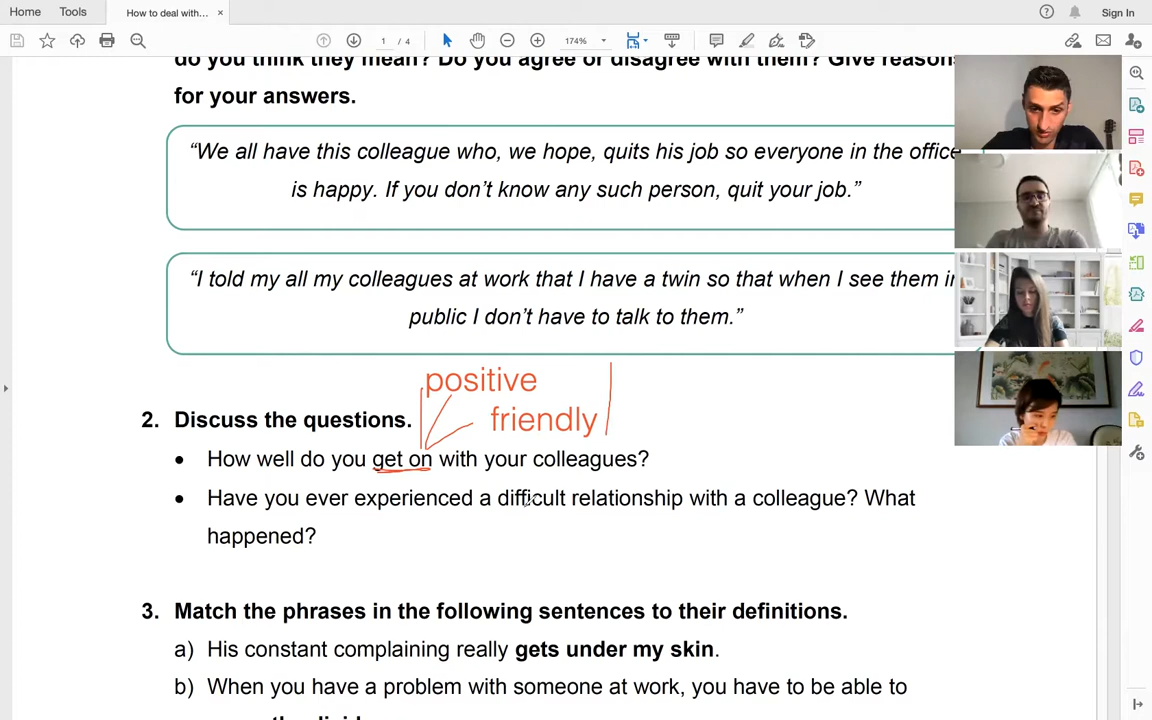 Home Tools How to deal with... × Sign In
1 / 4 174%
do you think they mean? Do you agree or disagree with them? Give reasons
for your answers.
“We all have this colleague who, we hope, quits his job so everyone in the office
is happy. If you don’t know any such person, quit your job.”
“I told my all my colleagues at work that I have a twin so that when I see them in
public I don’t have to talk to them.”
positive
friendly
2. Discuss the questions.
• How well do you get on with your colleagues?
• Have you ever experienced a difficult relationship with a colleague? What
happened?
3. Match the phrases in the following sentences to their definitions.
a) His constant complaining really gets under my skin.
b) When you have a problem with someone at work, you have to be able to